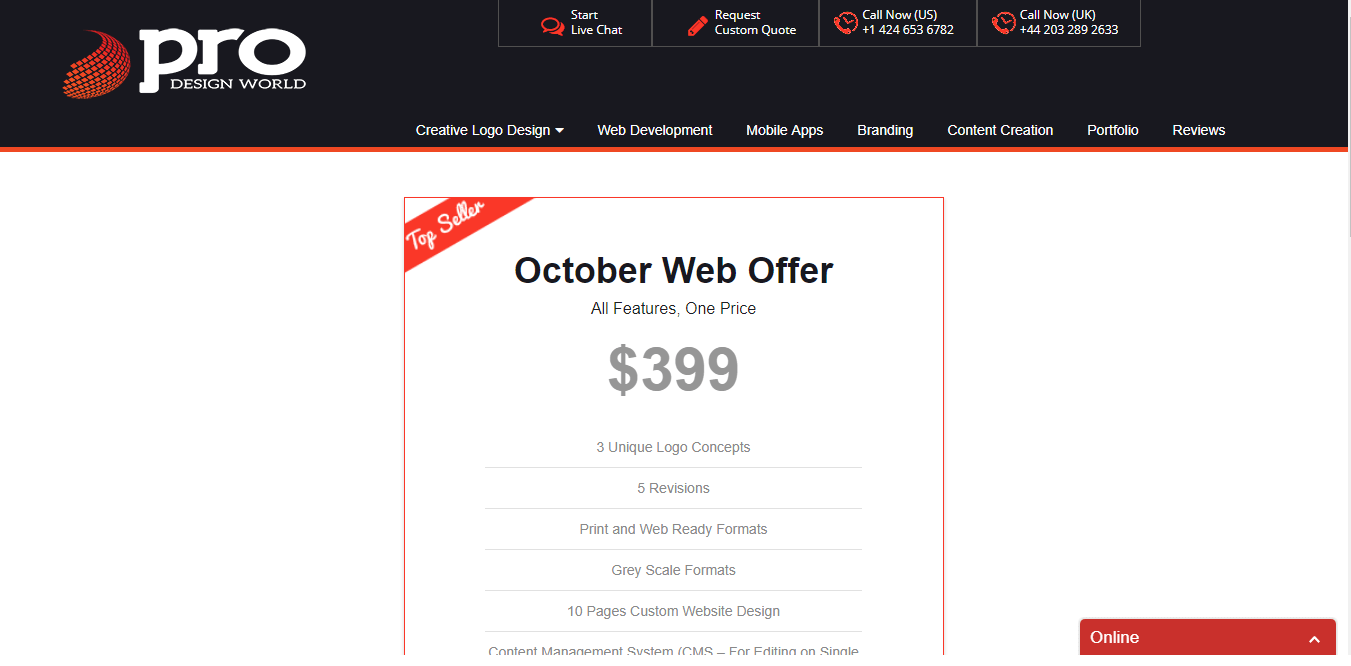 Start
Live Chat
Request
Custom Quote
Call Now (US)
+1 424 653 6782
Call Now (UK)
+44 203 289 2633
pro
DESIGN WORLD
Creative Logo Design
Web Development
Mobile Apps
Branding
Content Creation
Portfolio
Reviews
Top Seller
October Web Offer
All Features, One Price
$399
3 Unique Logo Concepts
5 Revisions
Print and Web Ready Formats
Grey Scale Formats
10 Pages Custom Website Design
Content Management System (CMS – For Editing on Single
Online